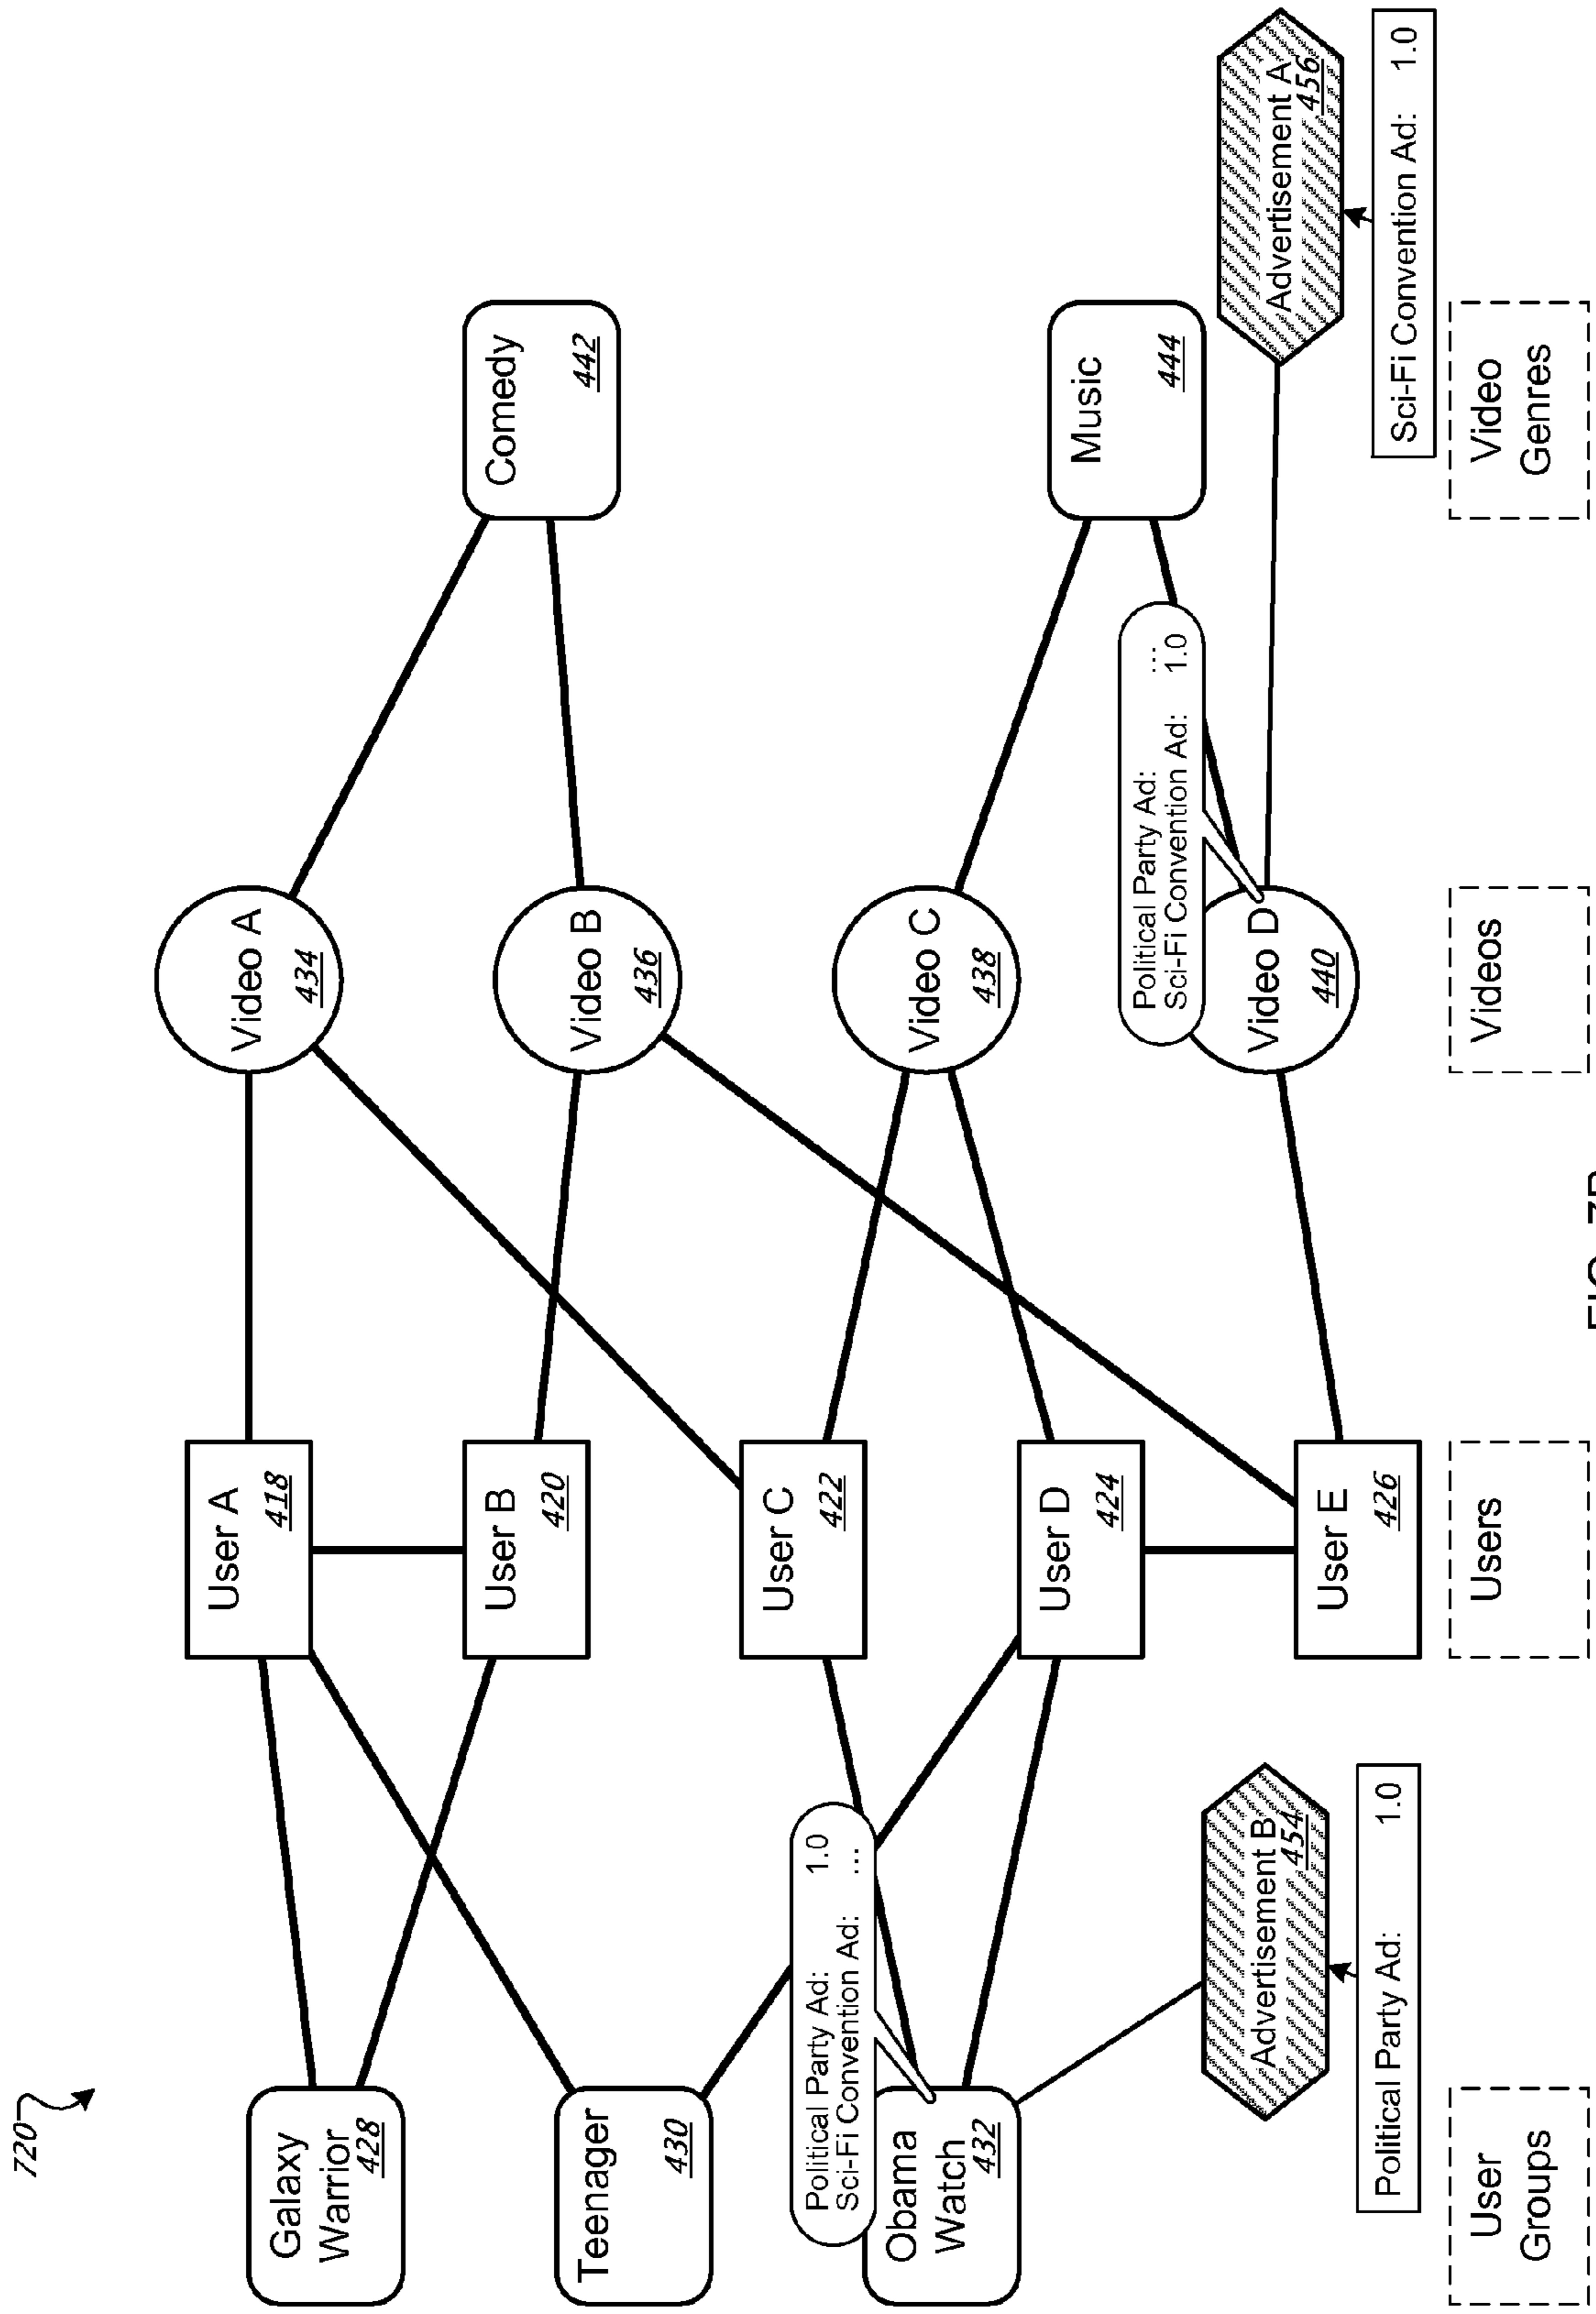 720
Galaxy
Warrior
428
Teenager
430
Obama
Watch
432
Political Party Ad: 1.0
Sci-Fi Convention Ad: ...
Advertisement B
454
Political Party Ad: 1.0
User
Groups
User A
418
User B
420
User C
422
User D
424
User E
426
Users
Video A
434
Video B
436
Video C
438
Video D
440
Political Party Ad: ...
Sci-Fi Convention Ad: 1.0
Videos
Comedy
442
Music
444
Advertisement A
456
Sci-Fi Convention Ad: 1.0
Video
Genres